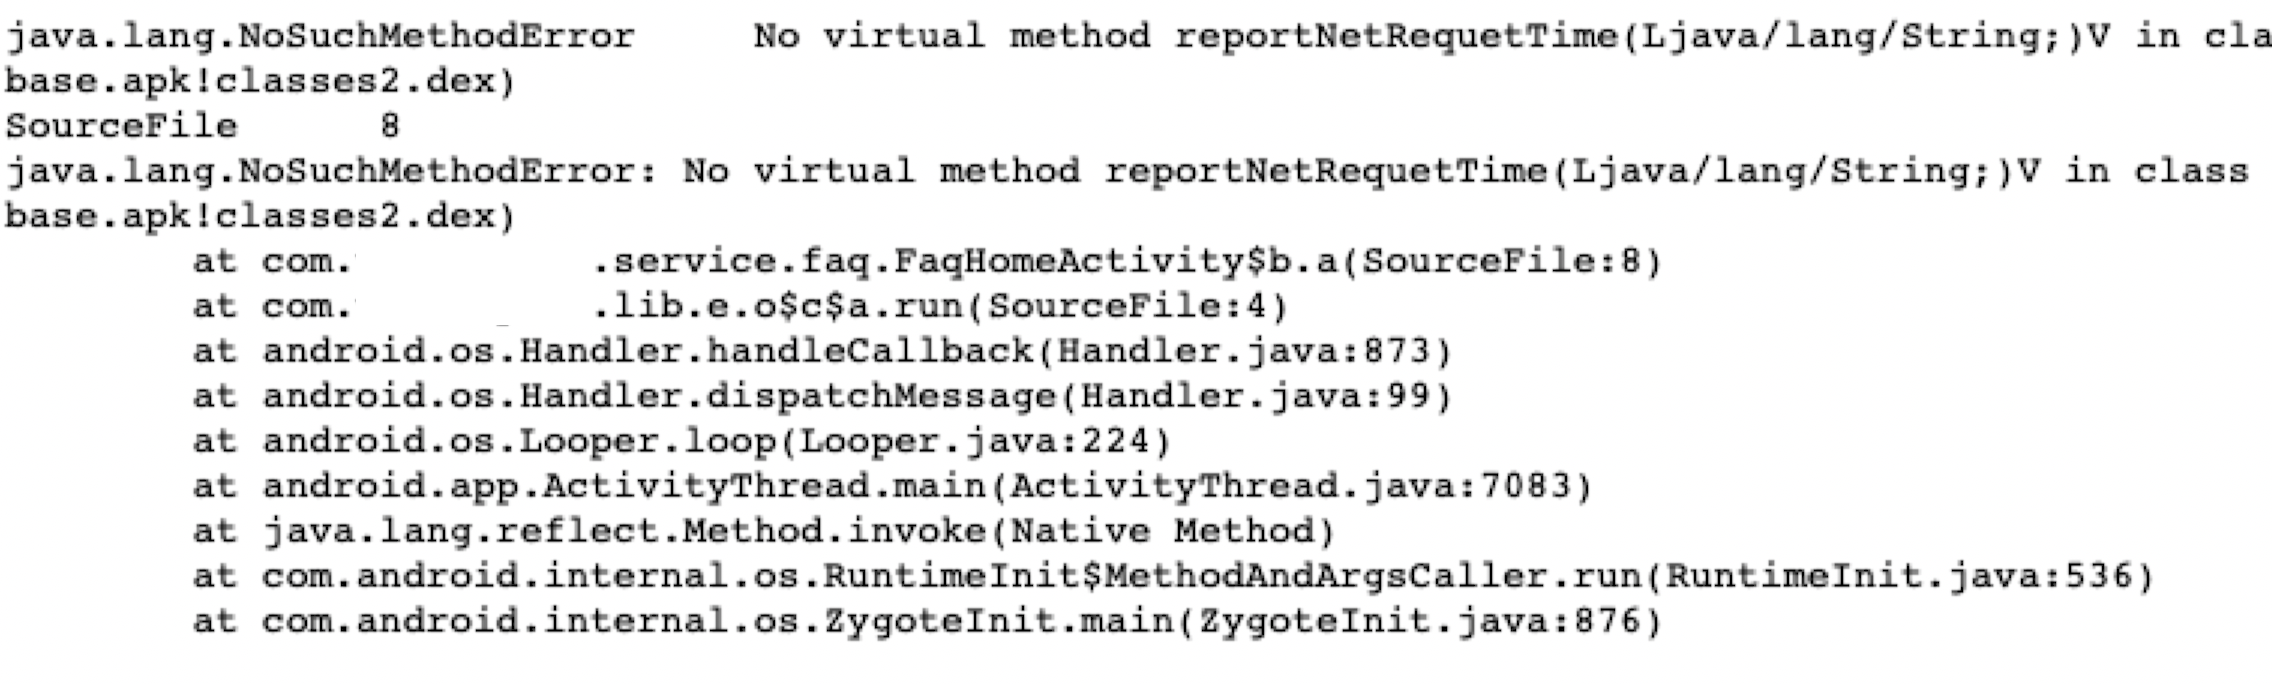 java.lang.NoSuchMethodError     No virtual method reportNetRequetTime(Ljava/lang/String;)V in cla
base.apk!classes2.dex)
SourceFile      8
java.lang.NoSuchMethodError: No virtual method reportNetRequetTime(Ljava/lang/String;)V in class
base.apk!classes2.dex)
        at com.          .service.faq.FaqHomeActivity$b.a(SourceFile:8)
        at com.          .lib.e.o$c$a.run(SourceFile:4)
        at android.os.Handler.handleCallback(Handler.java:873)
        at android.os.Handler.dispatchMessage(Handler.java:99)
        at android.os.Looper.loop(Looper.java:224)
        at android.app.ActivityThread.main(ActivityThread.java:7083)
        at java.lang.reflect.Method.invoke(Native Method)
        at com.android.internal.os.RuntimeInit$MethodAndArgsCaller.run(RuntimeInit.java:536)
        at com.android.internal.os.ZygoteInit.main(ZygoteInit.java:876)